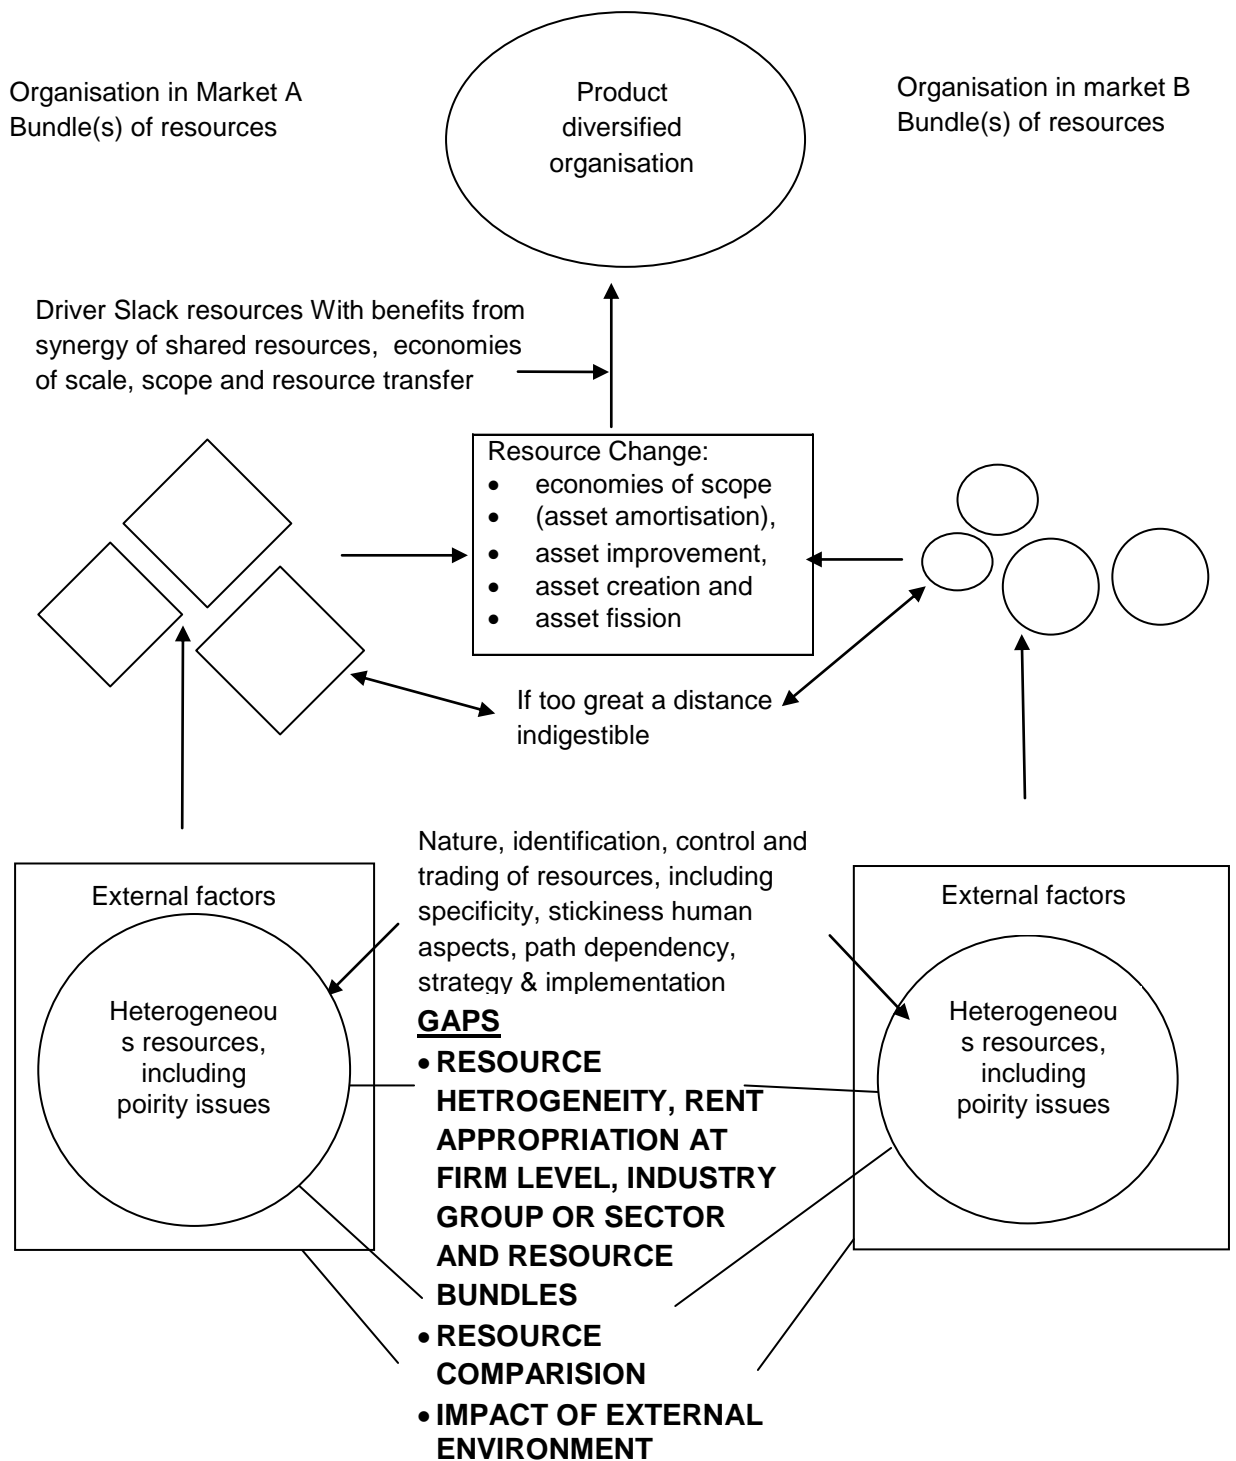 Organisation in Market A
Bundle(s) of resources
Product
diversified
organisation
Organisation in market B
Bundle(s) of resources
Driver Slack resources With benefits from
synergy of shared resources, economies
of scale, scope and resource transfer
Resource Change:
• economies of scope
• (asset amortisation),
• asset improvement,
• asset creation and
• asset fission
If too great a distance
indigestible
Nature, identification, control and
trading of resources, including
specificity, stickiness human
aspects, path dependency,
strategy & implementation
External factors
Heterogeneou
s resources,
including
poirity issues
External factors
Heterogeneou
s resources,
including
poirity issues
GAPS
• RESOURCE
HETROGENEITY, RENT
APPROPRIATION AT
FIRM LEVEL, INDUSTRY
GROUP OR SECTOR
AND RESOURCE
BUNDLES
• RESOURCE
COMPARISION
• IMPACT OF EXTERNAL
ENVIRONMENT